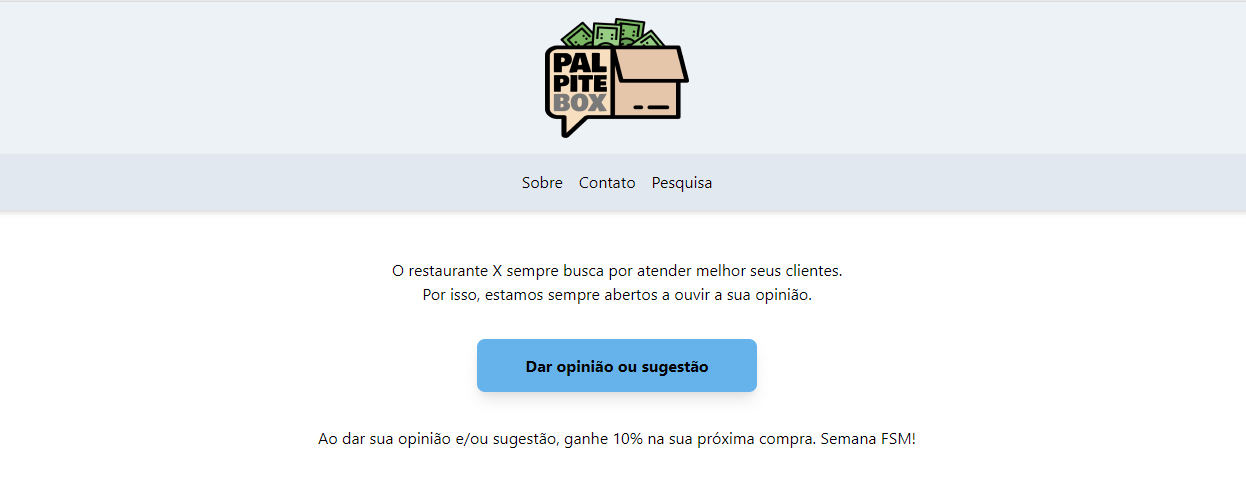 PAL
PITE
BOX
Sobre Contato Pesquisa
O restaurante X sempre busca por atender melhor seus clientes.
Por isso, estamos sempre abertos a ouvir a sua opinião.
Dar opinião ou sugestão
Ao dar sua opinião e/ou sugestão, ganhe 10% na sua próxima compra. Semana FSM!